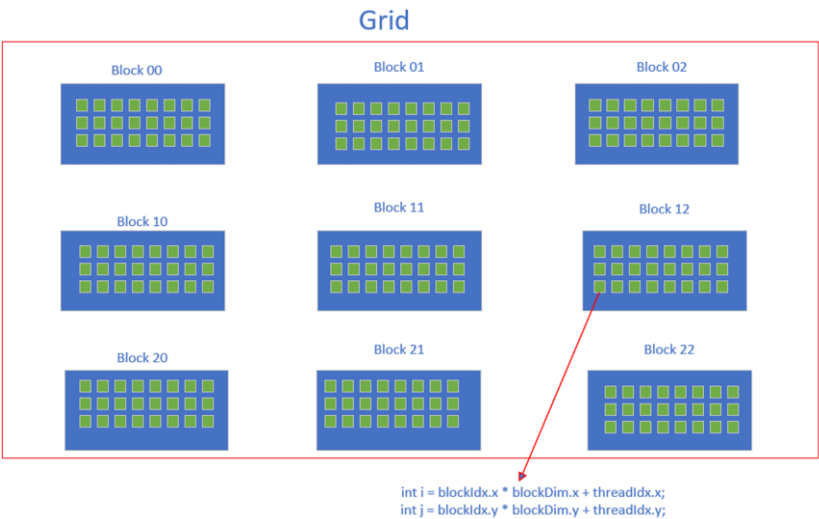 Grid
Block 00
Block 01
Block 02
Block 10
Block 11
Block 12
Block 20
Block 21
Block 22
int i = blockIdx.x * blockDim.x + threadIdx.x;
int j = blockIdx.y * blockDim.y + threadIdx.y;